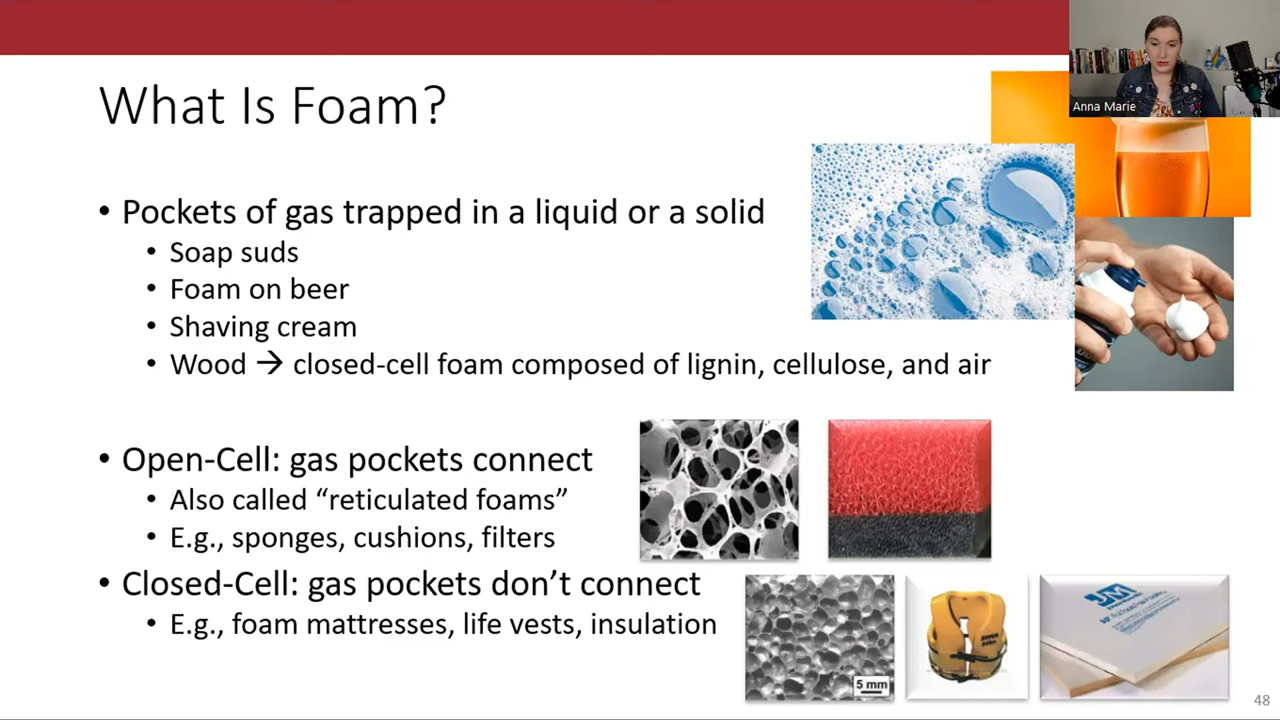 What Is Foam?
Anna Marie
• Pockets of gas trapped in a liquid or a solid
• Soap suds
• Foam on beer
• Shaving cream
• Wood → closed-cell foam composed of lignin, cellulose, and air
• Open-Cell: gas pockets connect
• Also called “reticulated foams”
• E.g., sponges, cushions, filters
• Closed-Cell: gas pockets don’t connect
• E.g., foam mattresses, life vests, insulation
5 mm
JM
48